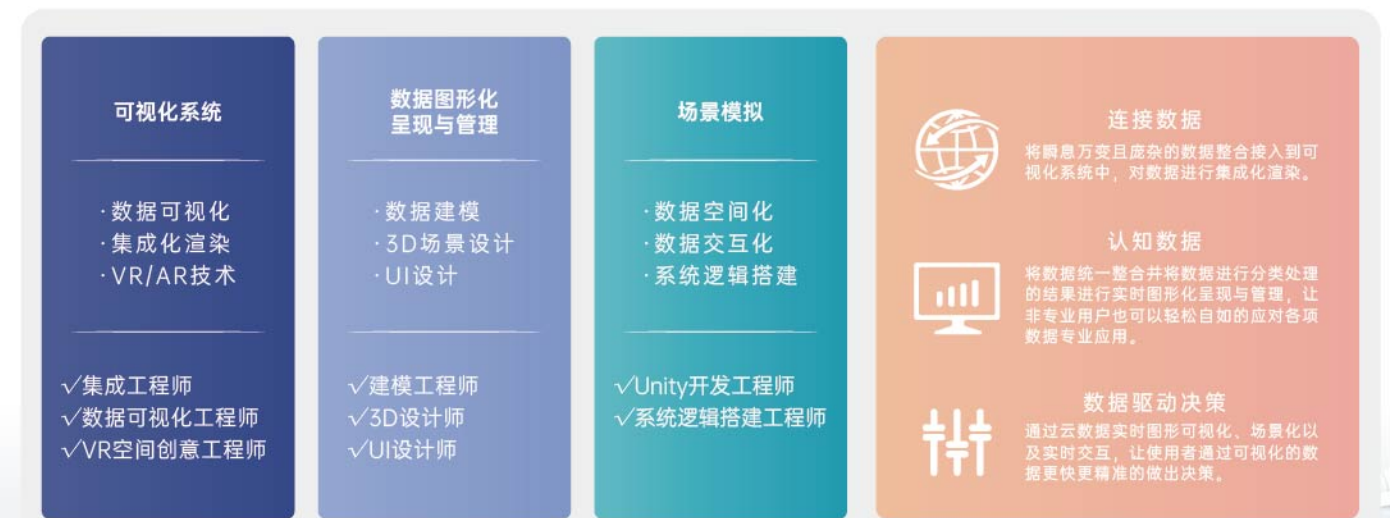 可视化系统
·数据可视化
·集成化渲染
·VR/AR技术
√集成工程师
√数据可视化工程师
√VR空间创意工程师
数据图形化
呈现与管理
·数据建模
·3D场景设计
·UI设计
√建模工程师
√3D设计师
√UI设计师
场景模拟
·数据空间化
·数据交互化
·系统逻辑搭建
√Unity开发工程师
√系统逻辑搭建工程师
连接数据
将瞬息万变且庞杂的数据整合接入到可
视化系统中，对数据进行集成化渲染。
认知数据
将数据统一整合并将数据进行分类处理
的结果进行实时图形化呈现与管理，让
非专业用户也可以轻松自如的应对各项
数据专业应用。
数据驱动决策
通过云数据实时图形可视化、场景化以
及实时交互，让使用者通过可视化的数
据更快更精准的做出决策。